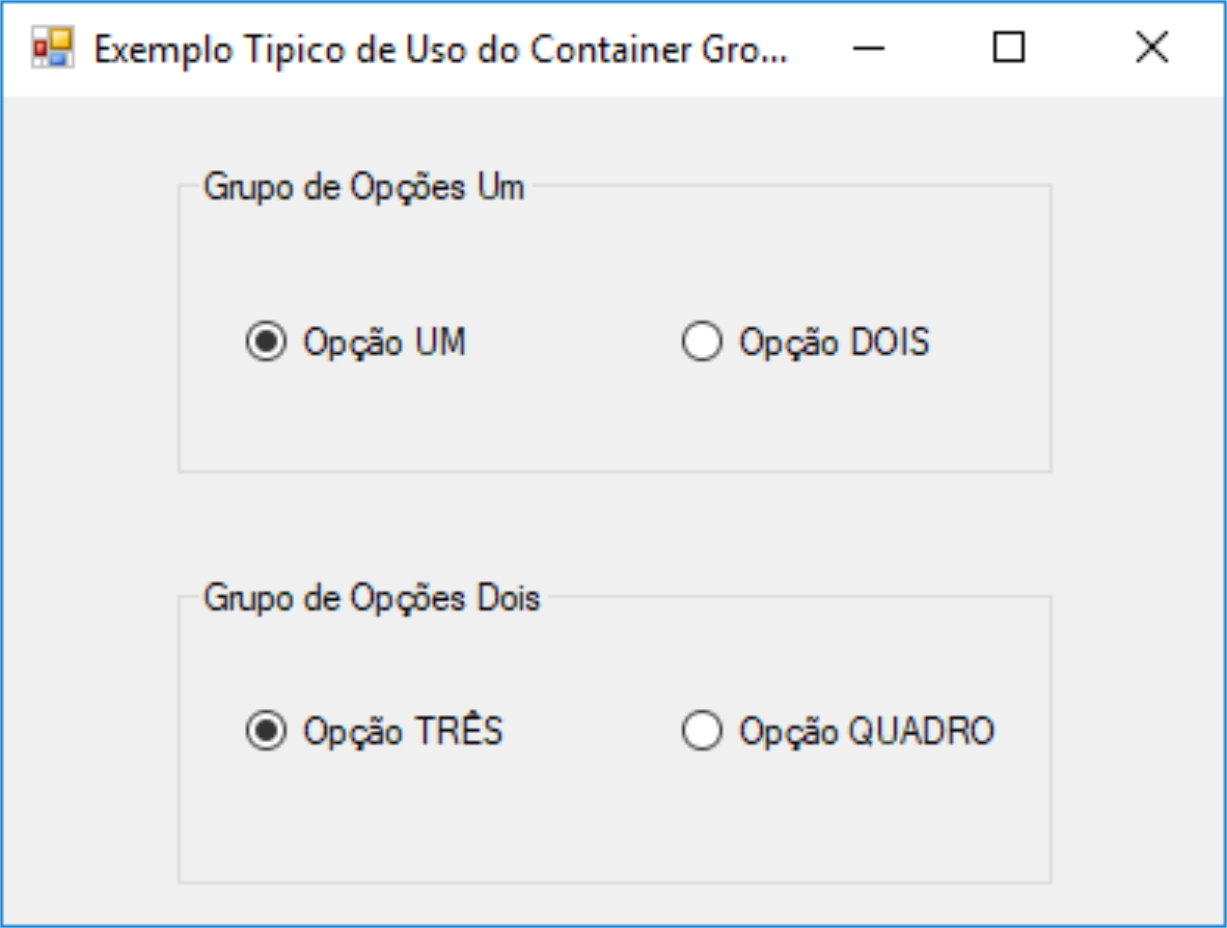 Exemplo Tipico de Uso do Container Gro...
Grupo de Opções Um
Opção UM
Opção DOIS
Grupo de Opções Dois
Opção TRÊS
Opção QUADRO